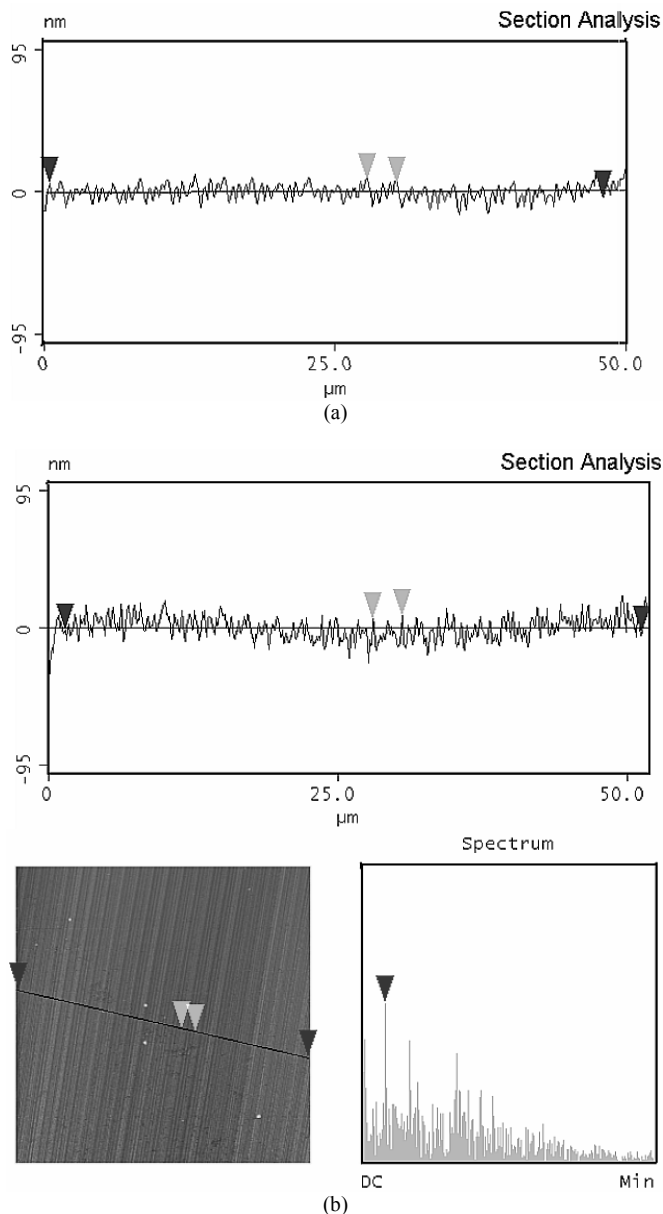 nm Section Analysis
95
0
-95
0 25.0 50.0
µm
(a)
nm Section Analysis
95
0
-95
0 25.0 50.0
µm
Spectrum
DC Min
(b)